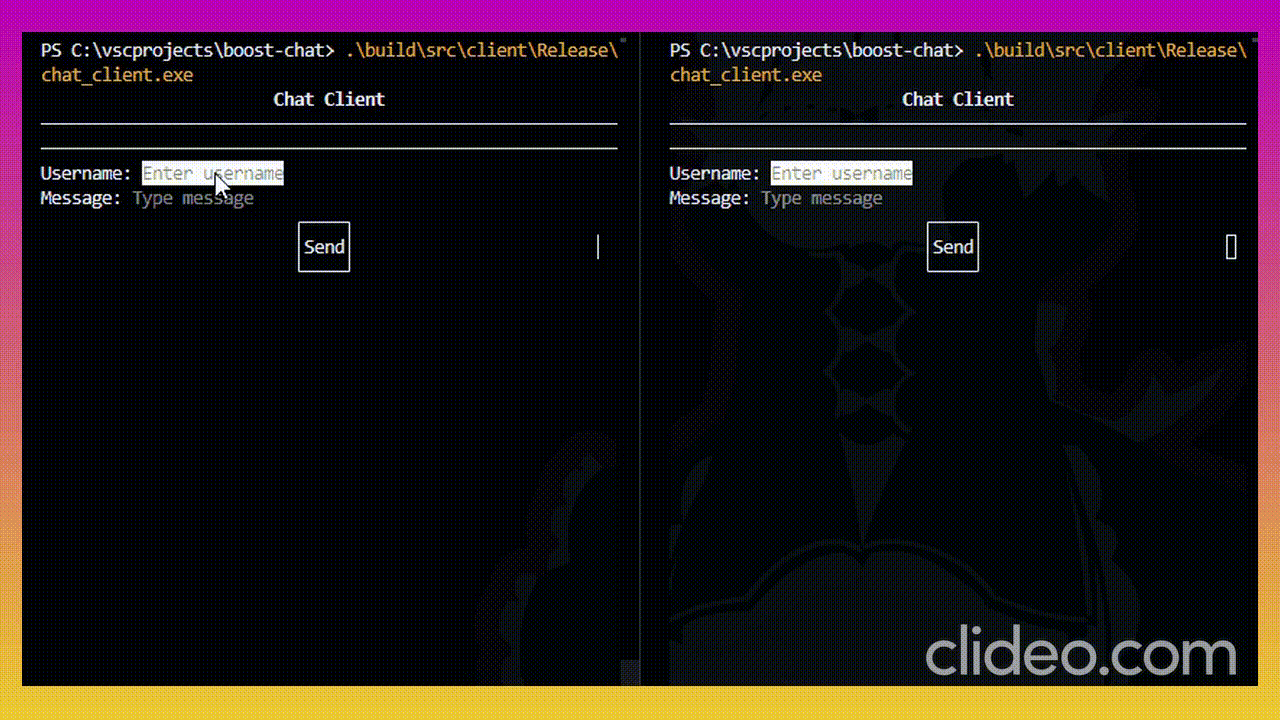 PS C:\vscprojects\boost-chat> .\build\src\client\Release\
chat_client.exe
Chat Client
Username: Enter username
Message: Type message
Send
PS C:\vscprojects\boost-chat> .\build\src\client\Release\
chat_client.exe
Chat Client
Username: Enter username
Message: Type message
Send
clideo.com